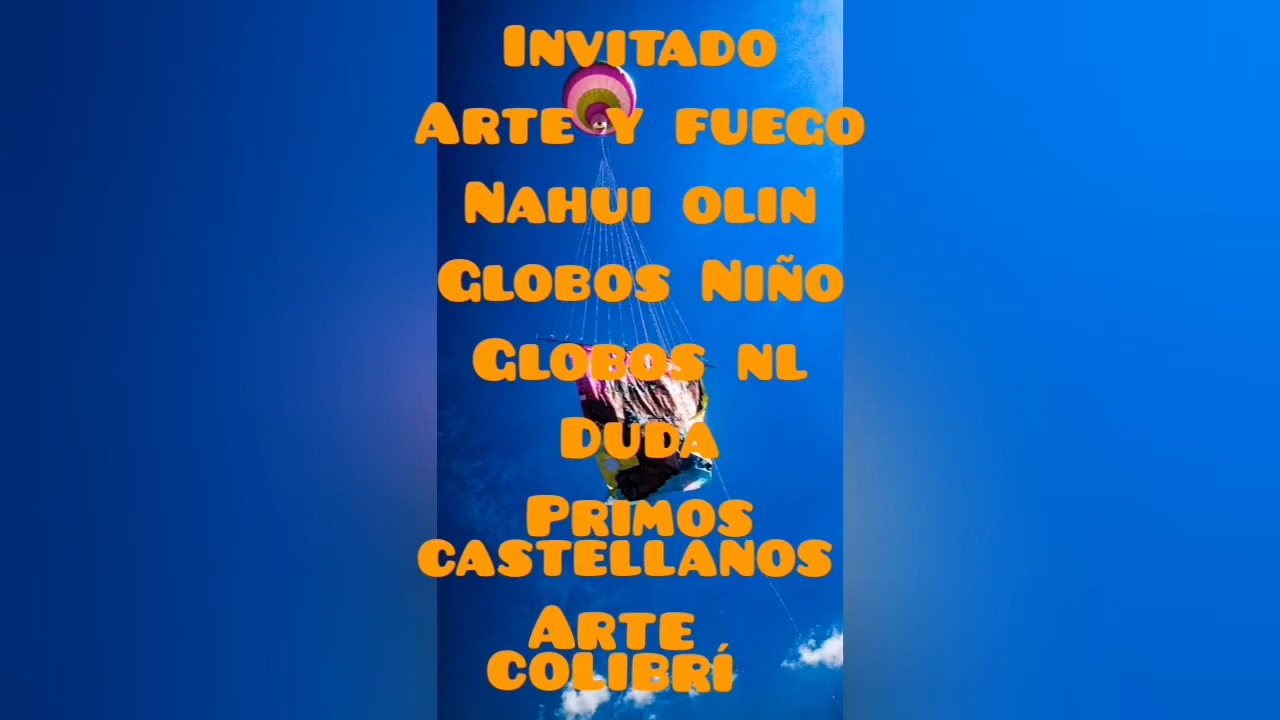 Invitado
Arte y fuego
Nahui olin
Globos Niño
Globos nl
Duda
Primos
castellanos
Arte
colibrí